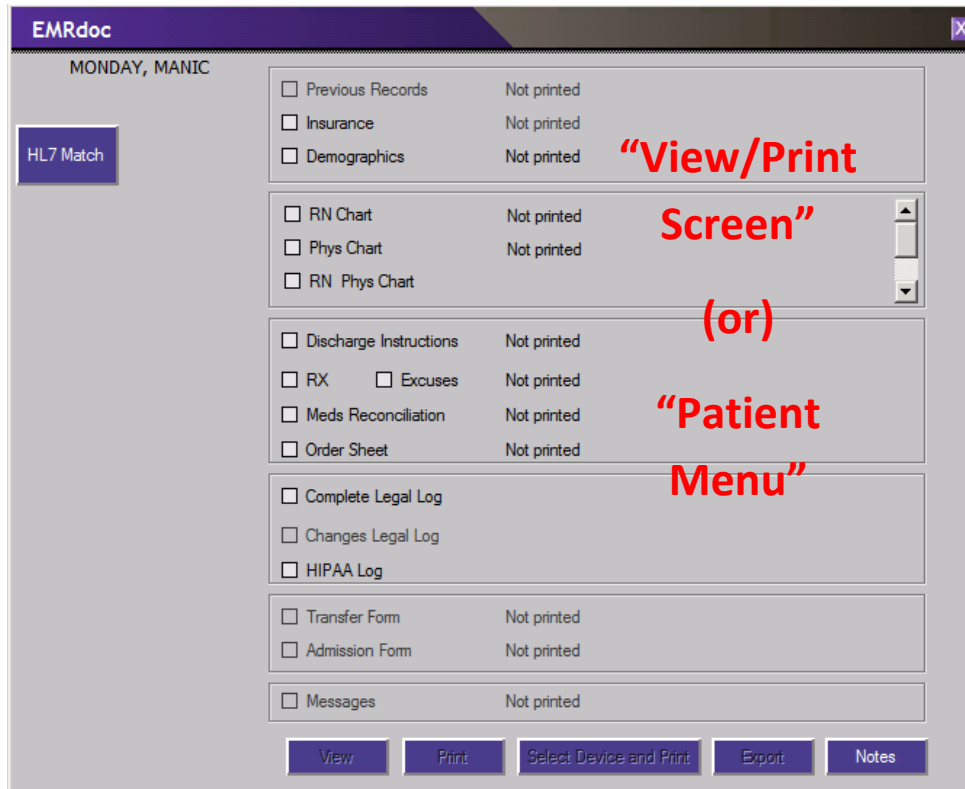 EMRdoc
X
MONDAY, MANIC
HL7 Match
Previous Records Not printed
Insurance Not printed
Demographics Not printed
RN Chart Not printed
Phys Chart Not printed
RN Phys Chart
Discharge Instructions Not printed
RX Excuses Not printed
Meds Reconciliation Not printed
Order Sheet Not printed
Complete Legal Log
Changes Legal Log
HIPAA Log
Transfer Form Not printed
Admission Form Not printed
Messages Not printed
View Print Select Device and Print Export Notes
“View/Print
Screen”
(or)
“Patient
Menu”